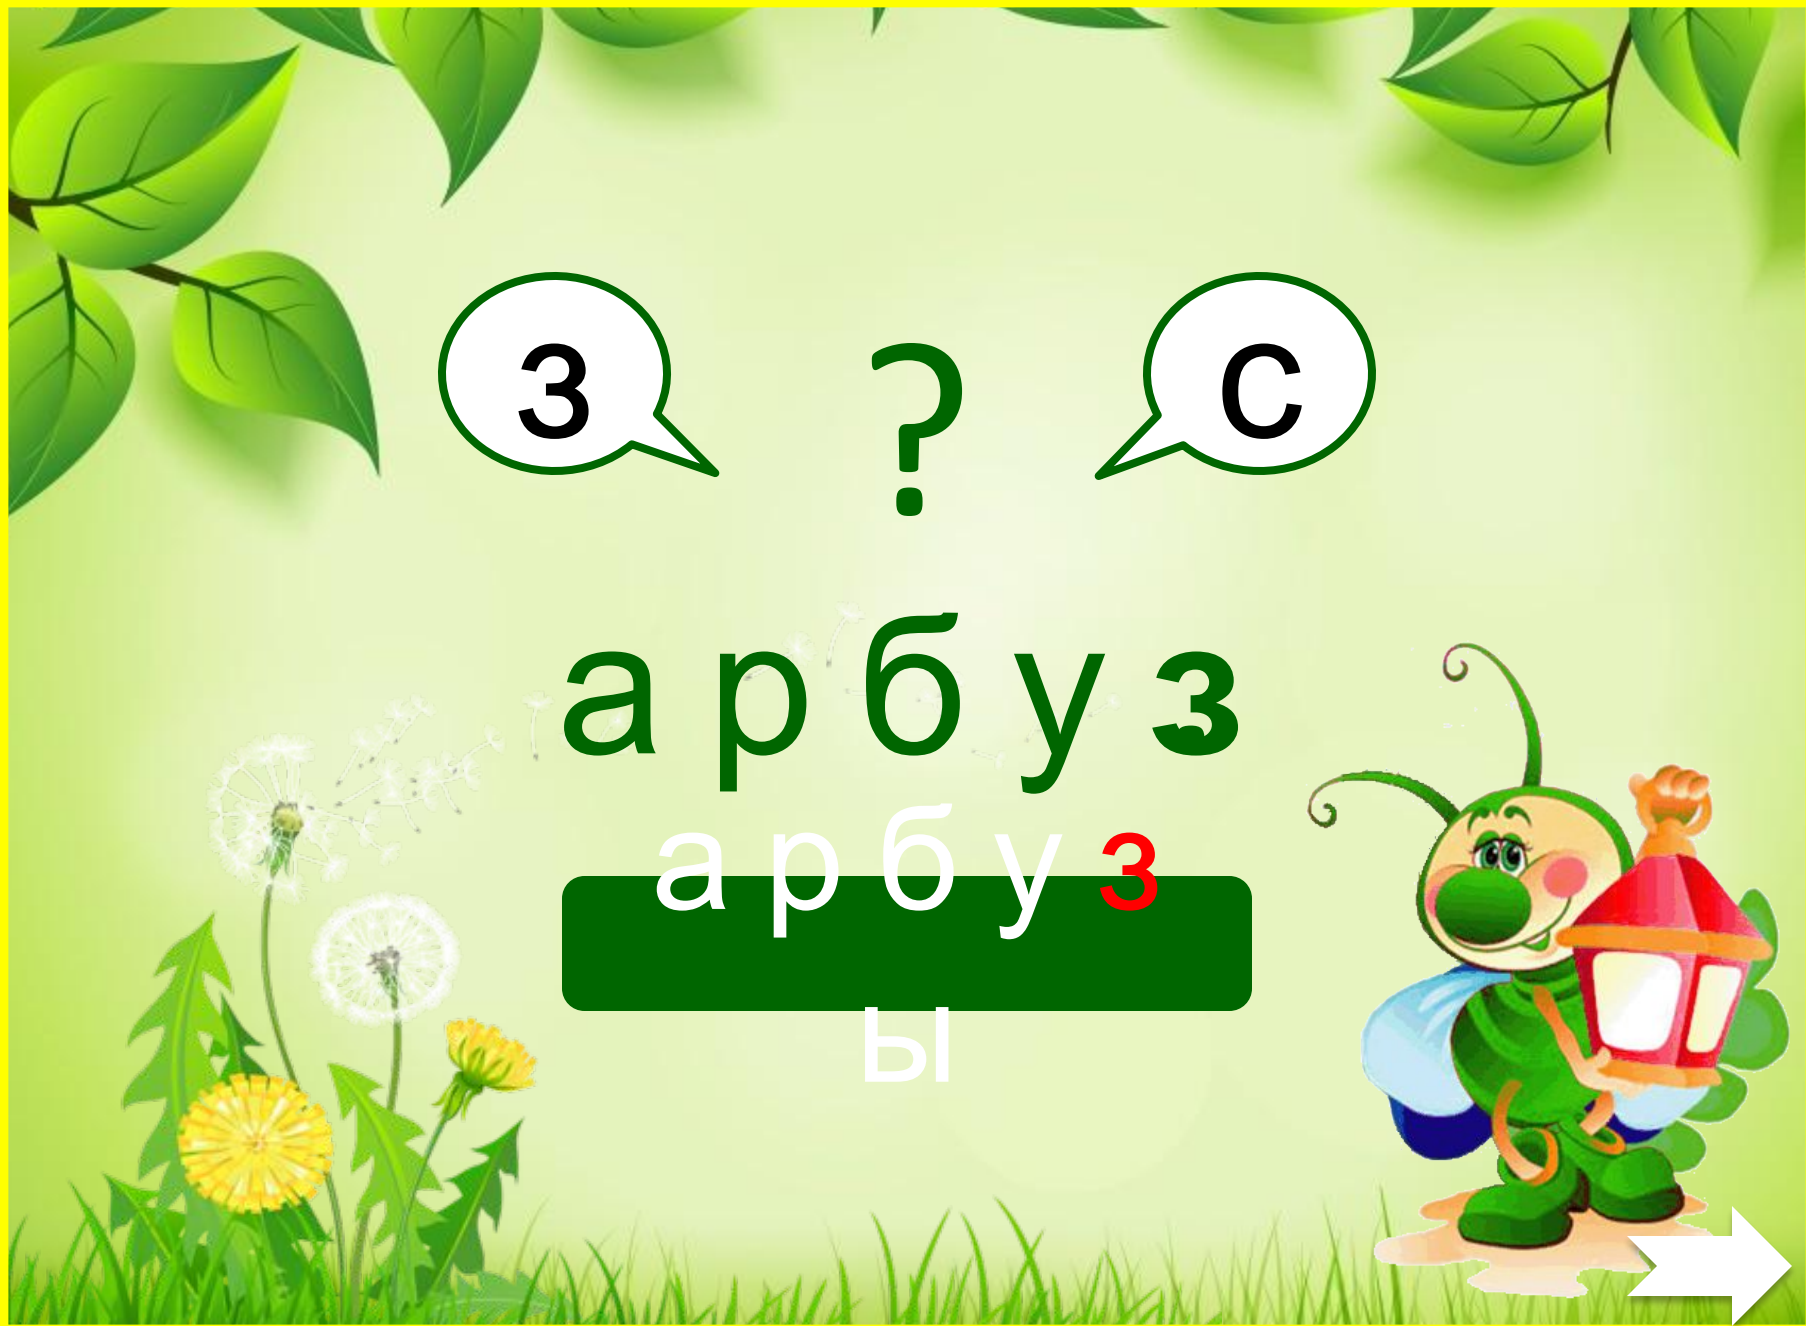 з ? с
а р б у з
а р б у з
ы